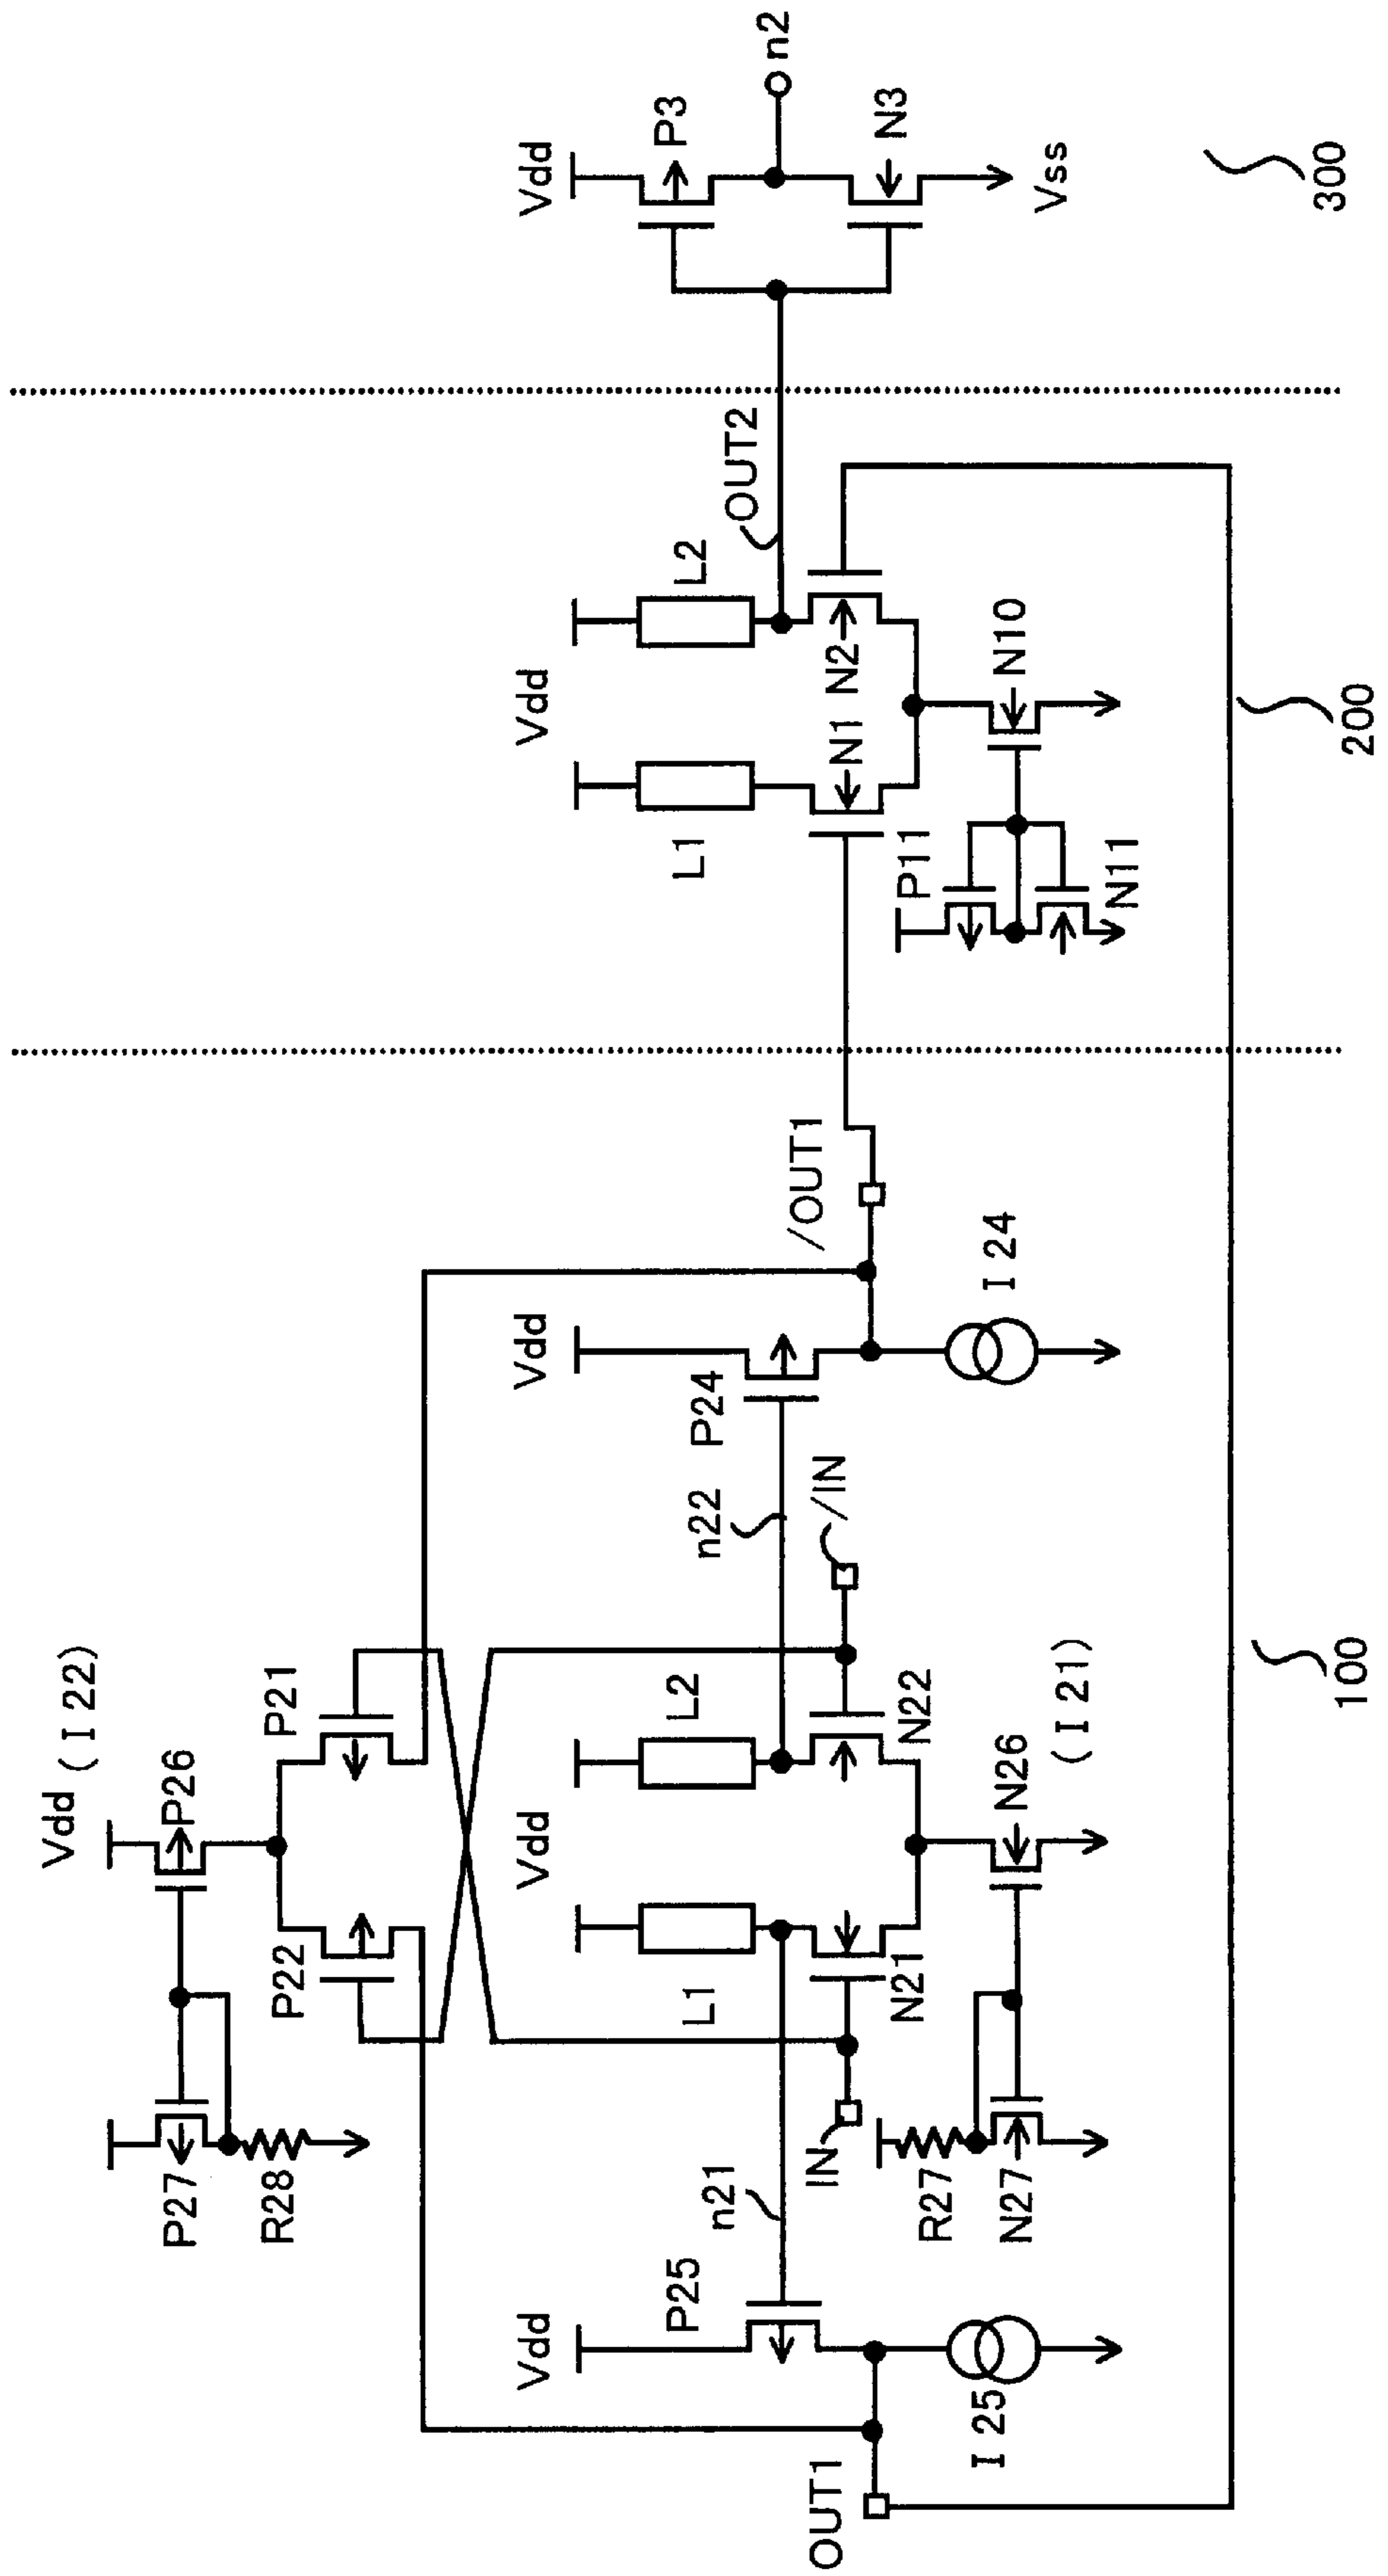 Vdd
(I 22)
P27
P26
R28
P22
P21
Vdd
P25
n21
L1
Vdd
L2
n22
P24
Vdd
IN
N21
N22
/IN
OUT1
I 25
R27
N27
N26
(I 21)
I 24
/OUT1
100
Vdd
L1
L2
OUT2
P11
N1
N2
N11
N10
200
Vdd
P3
n2
N3
Vss
300